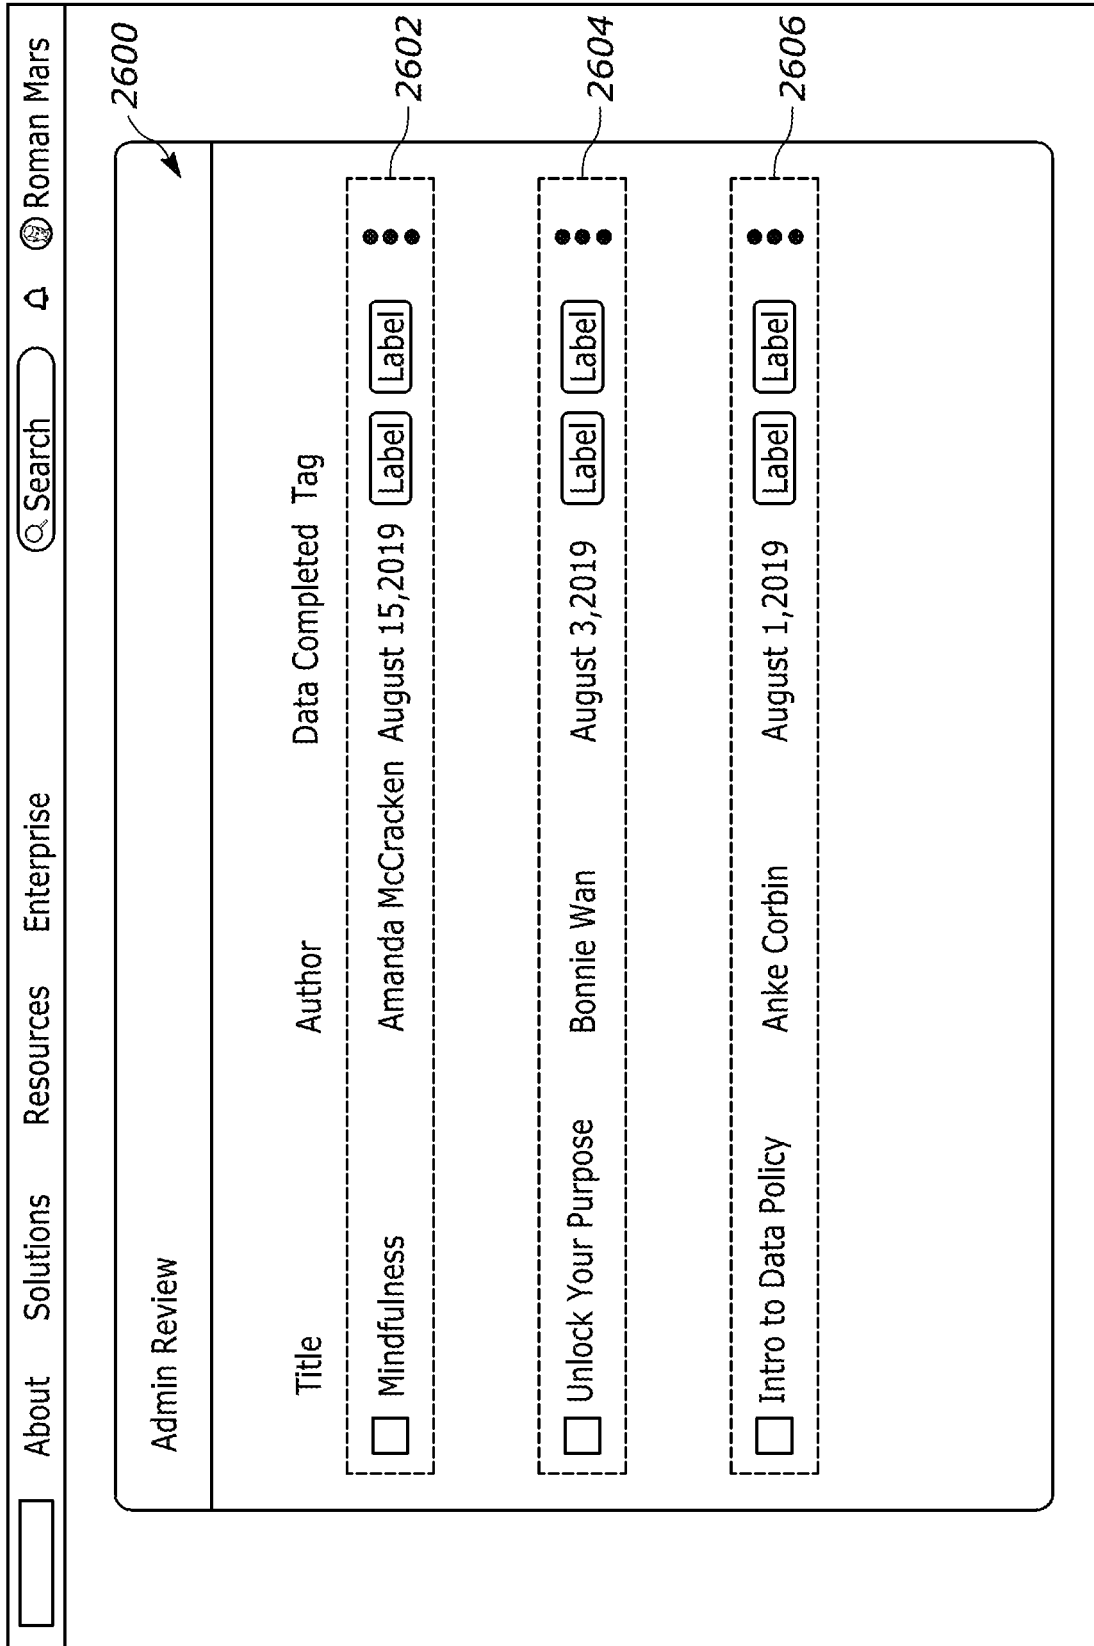 About Solutions Resources Enterprise Search Roman Mars
2600
Admin Review
Title Author Data Completed Tag
Mindfulness Amanda McCracken August 15,2019 Label Label 2602
Unlock Your Purpose Bonnie Wan August 3,2019 Label Label 2604
Intro to Data Policy Anke Corbin August 1,2019 Label Label 2606